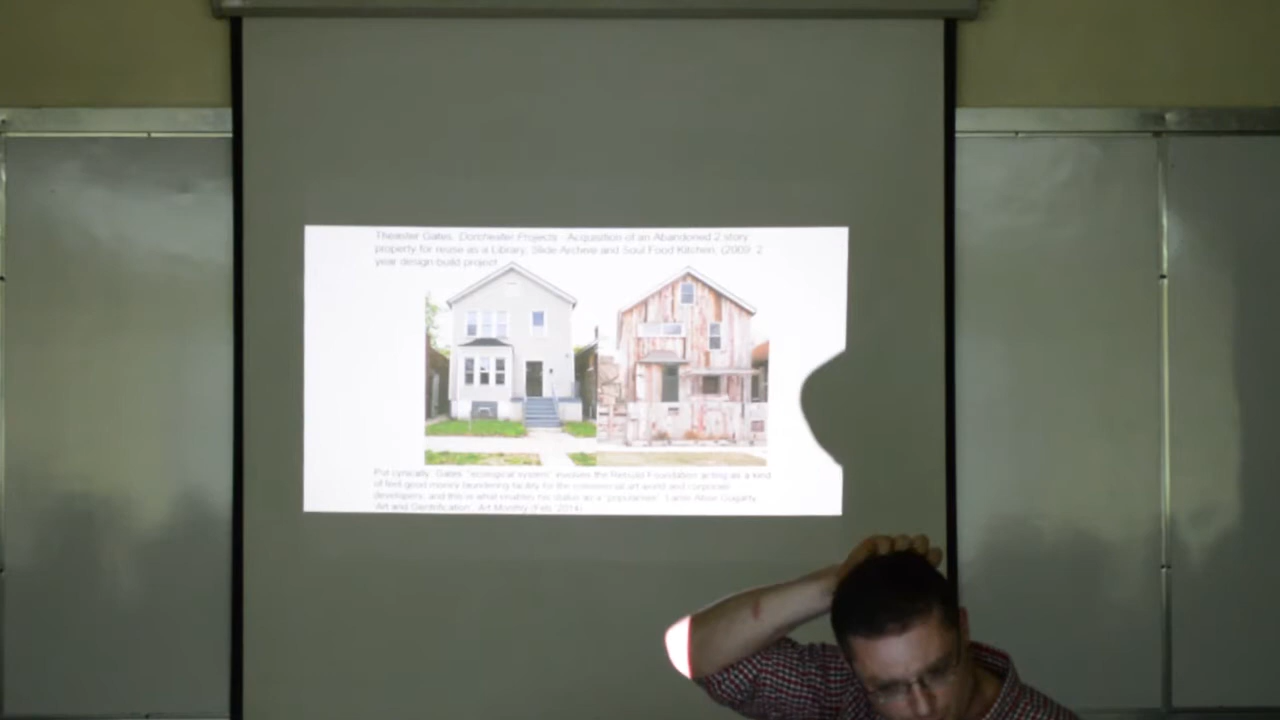 Theaster Gates, Dorchester Projects - Acquisition of an Abandoned 2 story
property for reuse as a Library, Slide Archive and Soul Food Kitchen, (2009: 2
year design build project
Put cynically, Gates' "ecological system" involves the Rebuild Foundation acting as a kind
of feel-good money laundering facility for the commercial art world and corporate
developers, and this is what enables his status as a "populariser". Larne Abse Gogarty,
Art and Gentrification", Art Monthly (Feb 2014)